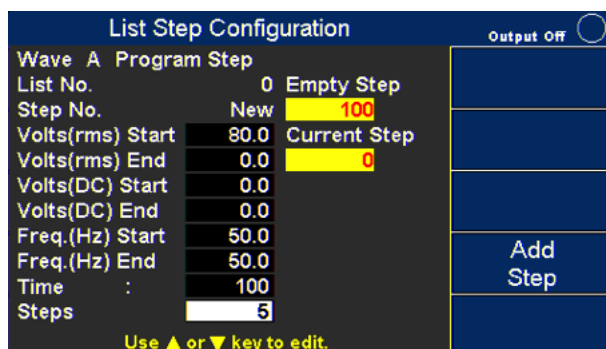 List Step Configuration
Output Off
Wave A Program Step
List No. 0 Empty Step
Step No. New 100
Volts(rms) Start 80.0 Current Step
Volts(rms) End 0.0 0
Volts(DC) Start 0.0
Volts(DC) End 0.0
Freq.(Hz) Start 50.0
Freq.(Hz) End 50.0
Time : 100
Steps 5
Add
Step
Use ▲ or ▼ key to edit.